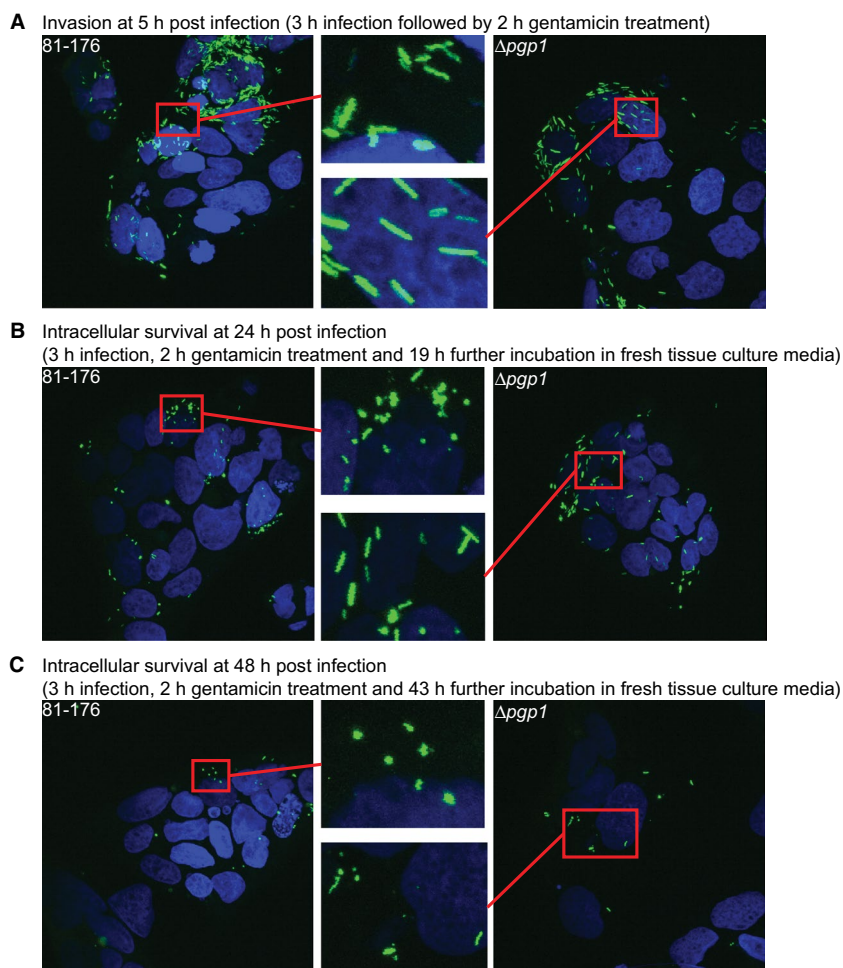 A Invasion at 5 h post infection (3 h infection followed by 2 h gentamicin treatment)
81-176
Δpgp1
B Intracellular survival at 24 h post infection
(3 h infection, 2 h gentamicin treatment and 19 h further incubation in fresh tissue culture media)
81-176
Δpgp1
C Intracellular survival at 48 h post infection
(3 h infection, 2 h gentamicin treatment and 43 h further incubation in fresh tissue culture media)
81-176
Δpgp1